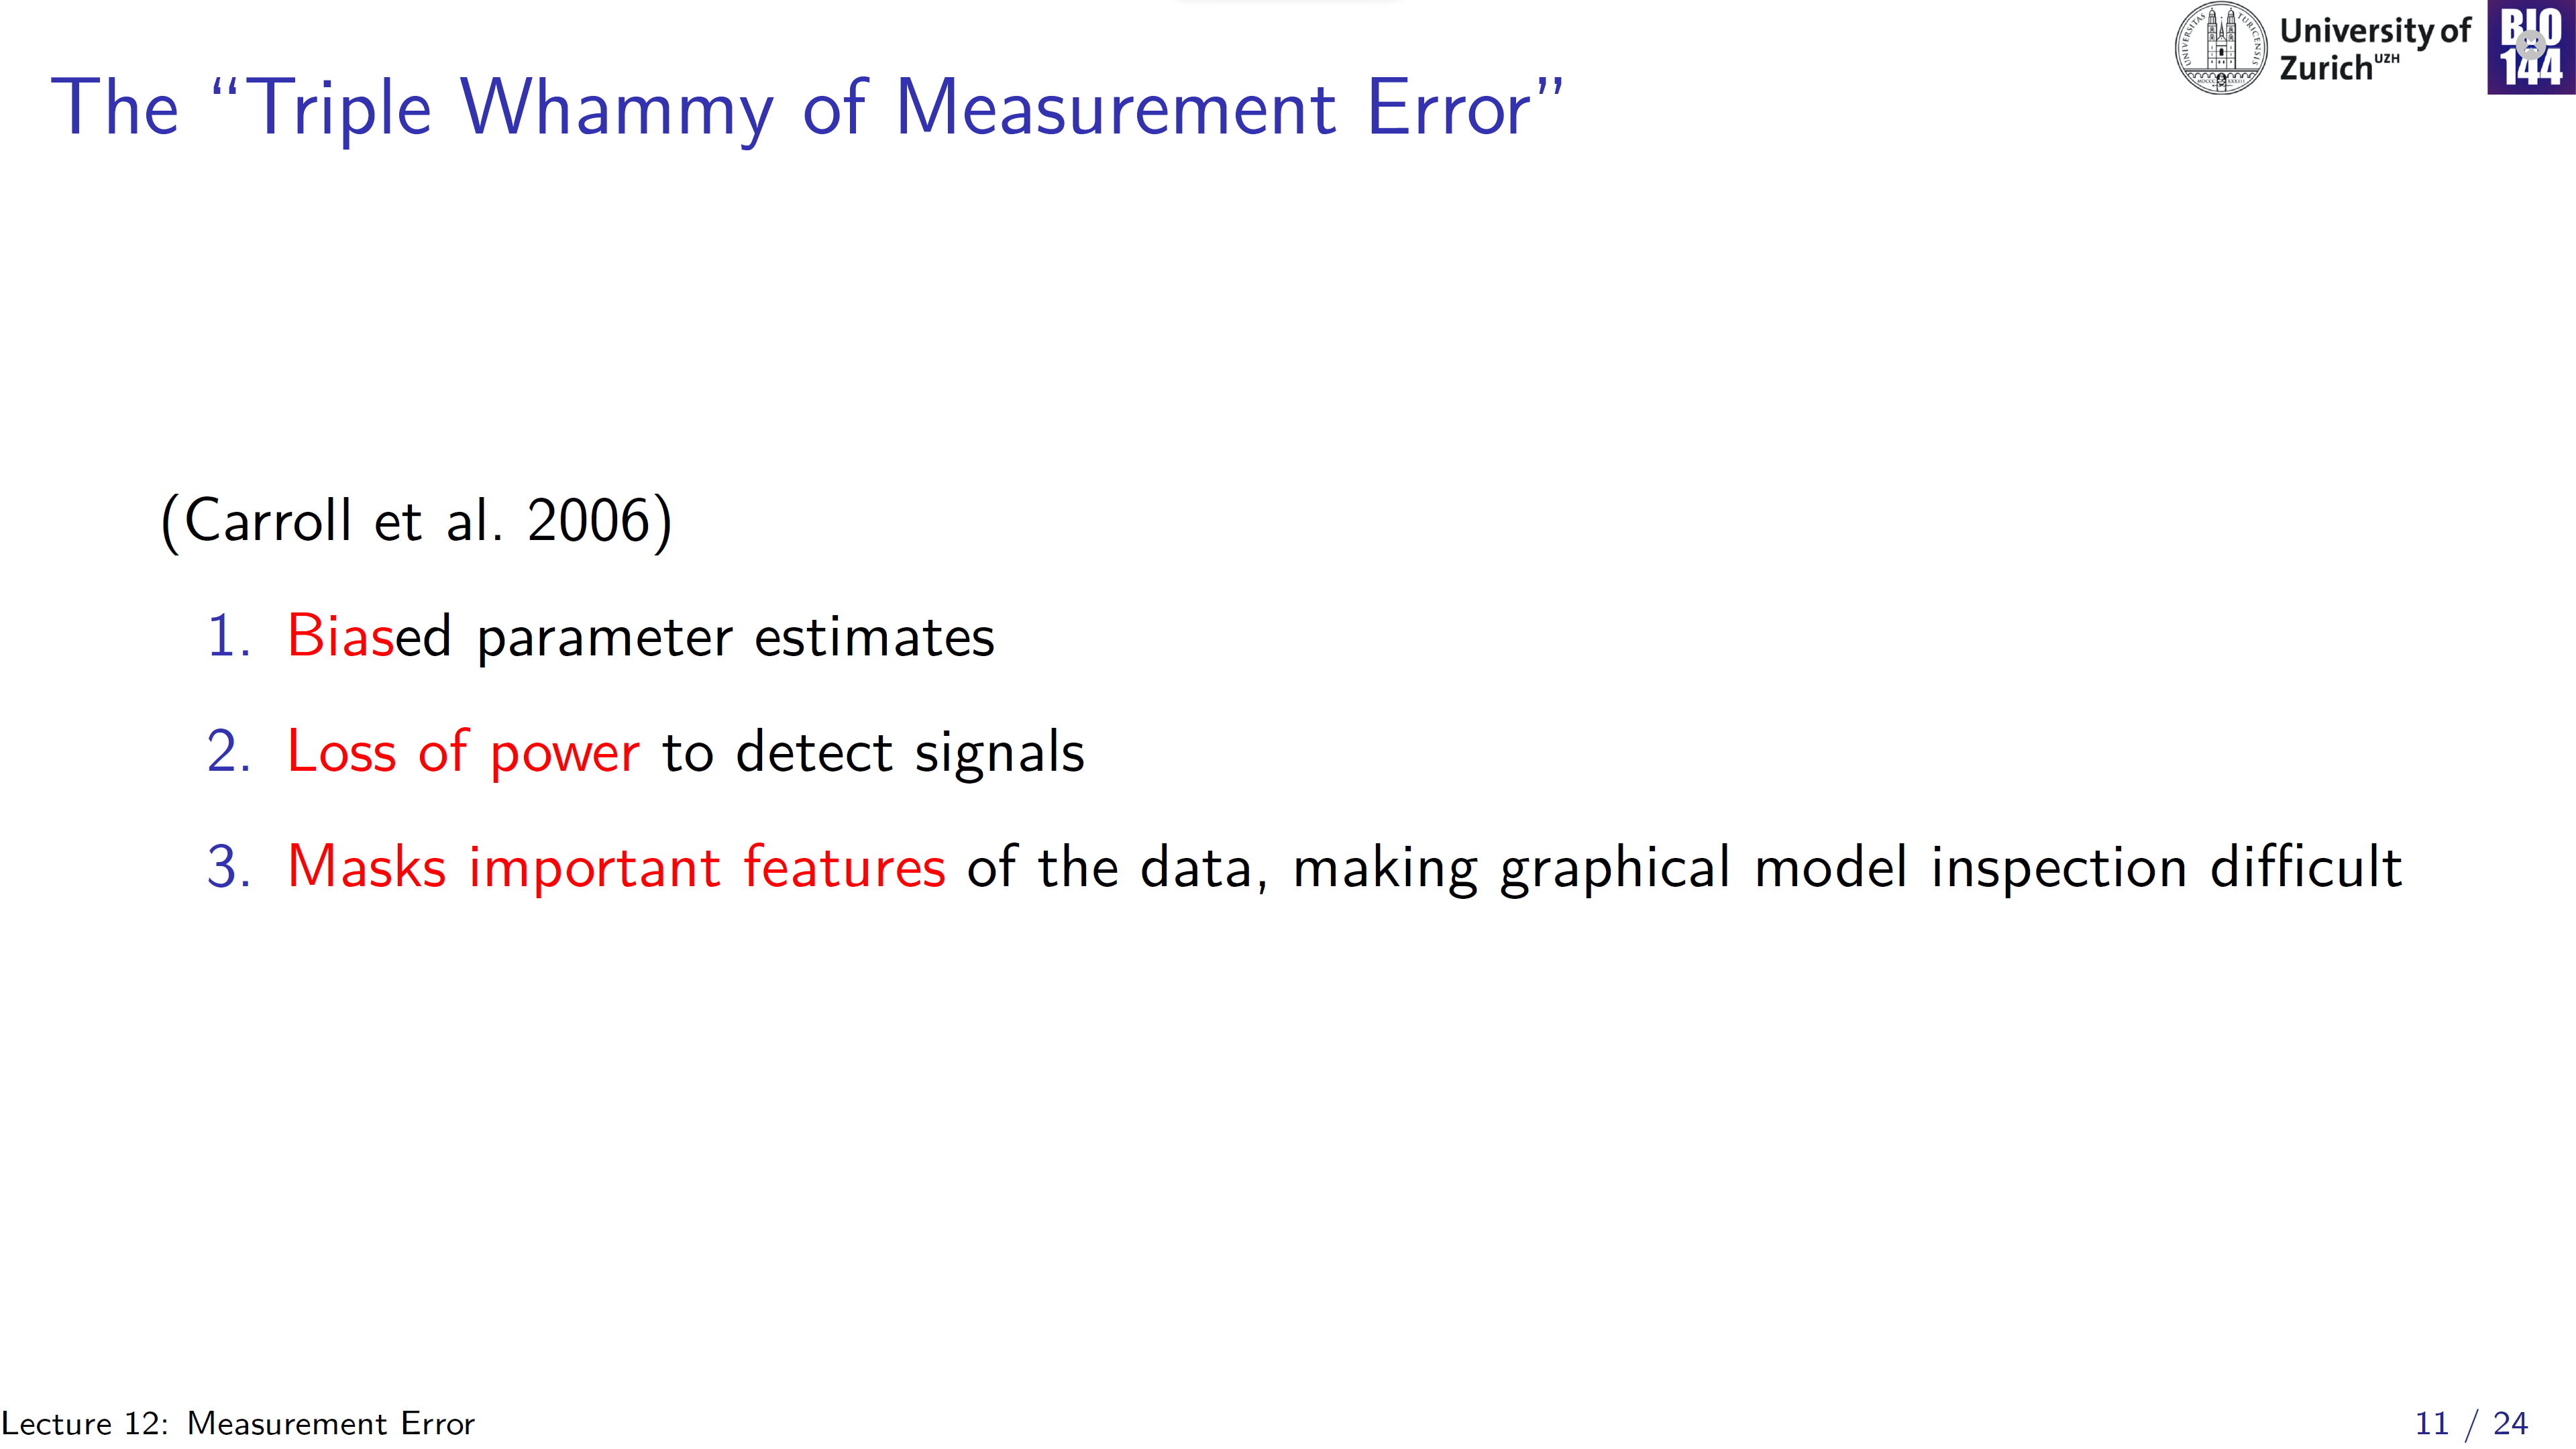 University of
Zurich UZH
BIO
144
The “Triple Whammy of Measurement Error”
(Carroll et al. 2006)
1. Biased parameter estimates
2. Loss of power to detect signals
3. Masks important features of the data, making graphical model inspection difficult
Lecture 12: Measurement Error
11 / 24